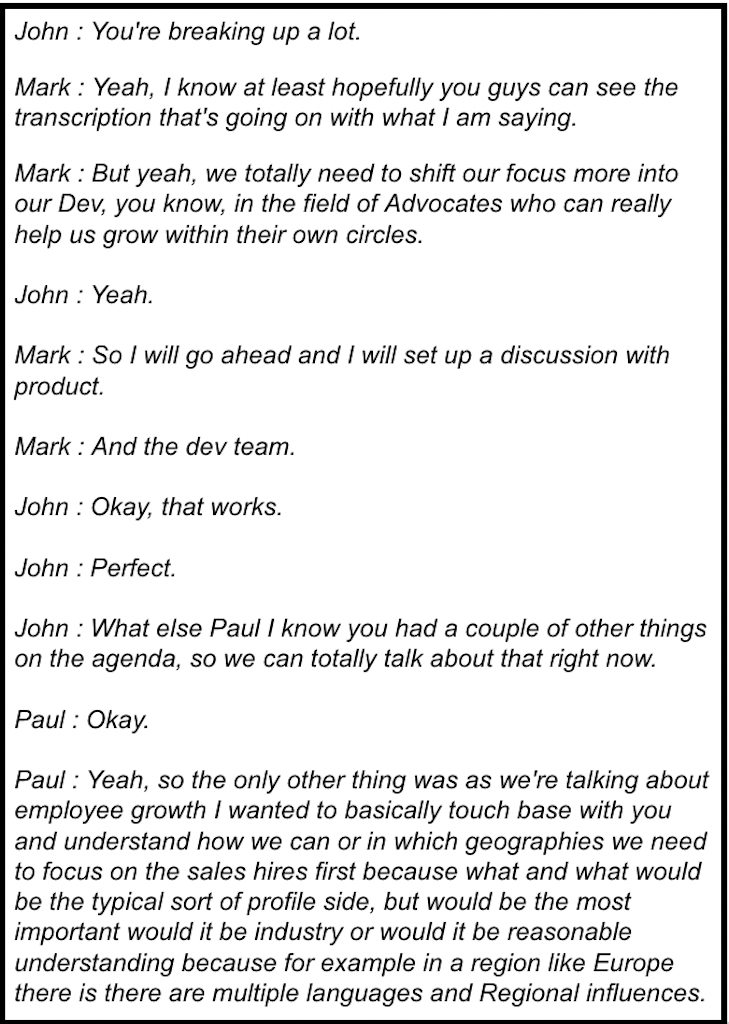 John : You're breaking up a lot.
Mark : Yeah, I know at least hopefully you guys can see the
transcription that's going on with what I am saying.
Mark : But yeah, we totally need to shift our focus more into
our Dev, you know, in the field of Advocates who can really
help us grow within their own circles.
John : Yeah.
Mark : So I will go ahead and I will set up a discussion with
product.
Mark : And the dev team.
John : Okay, that works.
John : Perfect.
John : What else Paul I know you had a couple of other things
on the agenda, so we can totally talk about that right now.
Paul : Okay.
Paul : Yeah, so the only other thing was as we're talking about
employee growth I wanted to basically touch base with you
and understand how we can or in which geographies we need
to focus on the sales hires first because what and what would
be the typical sort of profile side, but would be the most
important would it be industry or would it be reasonable
understanding because for example in a region like Europe
there is there are multiple languages and Regional influences.